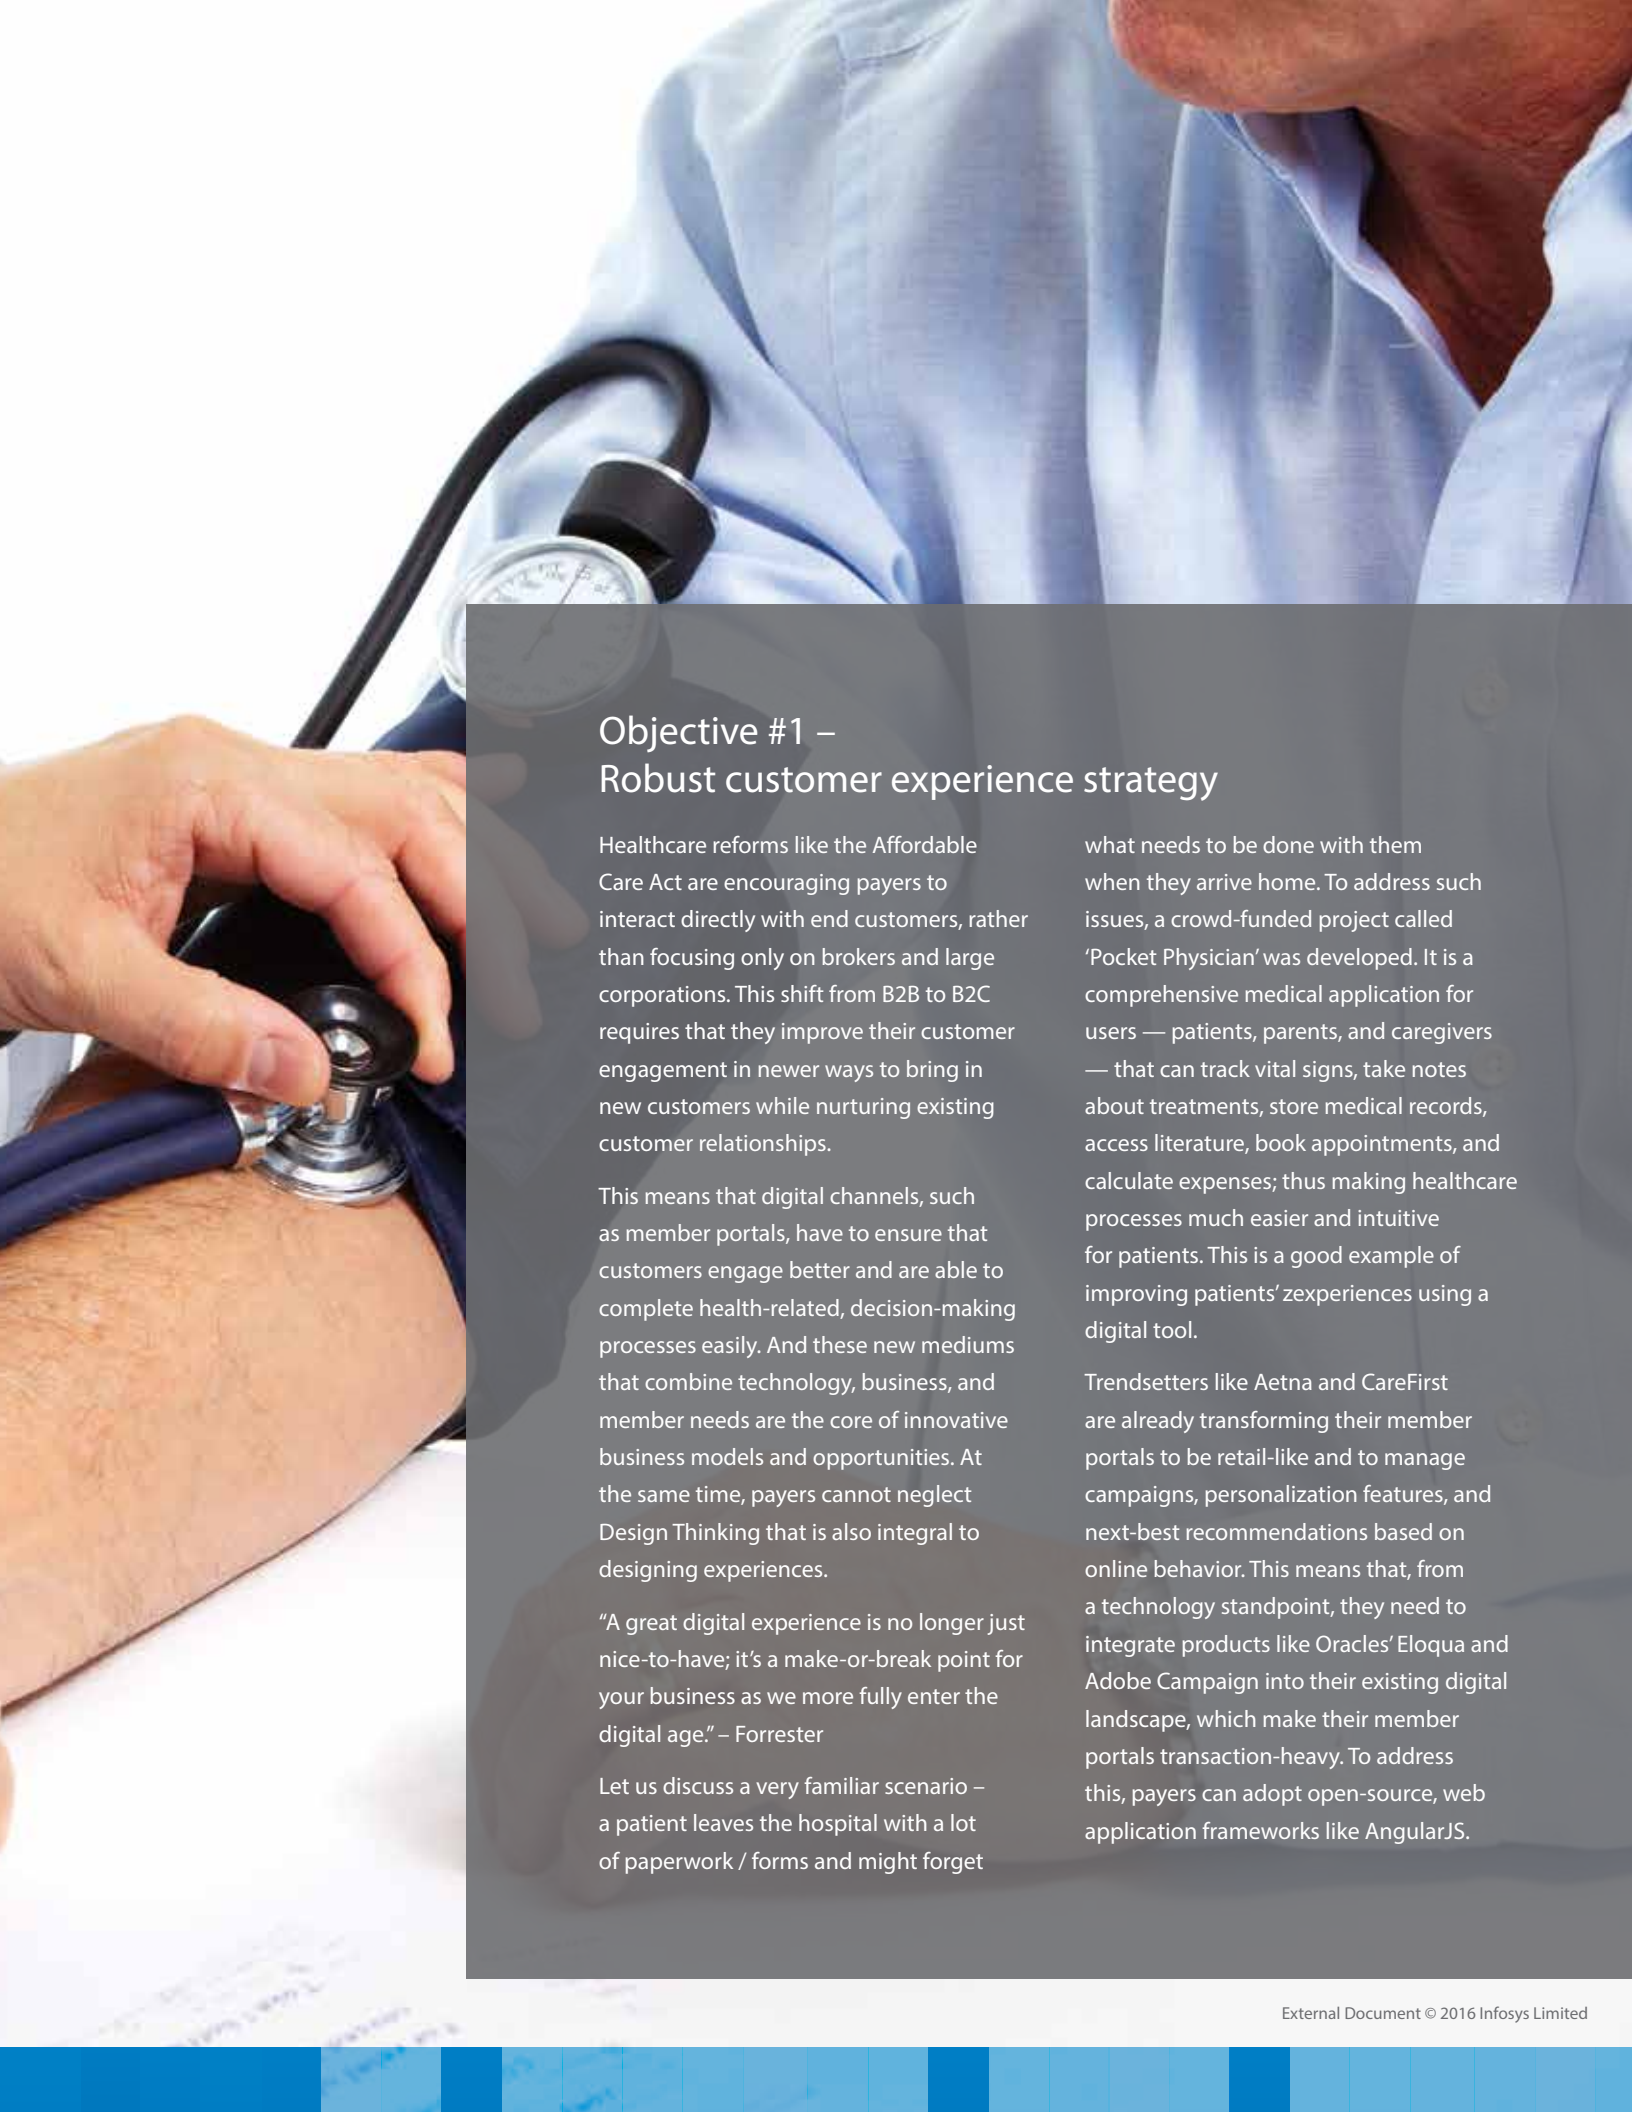 Objective #1 –
Robust customer experience strategy
Healthcare reforms like the Affordable
Care Act are encouraging payers to
interact directly with end customers, rather
than focusing only on brokers and large
corporations. This shift from B2B to B2C
requires that they improve their customer
engagement in newer ways to bring in
new customers while nurturing existing
customer relationships.
This means that digital channels, such
as member portals, have to ensure that
customers engage better and are able to
complete health-related, decision-making
processes easily. And these new mediums
that combine technology, business, and
member needs are the core of innovative
business models and opportunities. At
the same time, payers cannot neglect
Design Thinking that is also integral to
designing experiences.
“A great digital experience is no longer just
nice-to-have; it’s a make-or-break point for
your business as we more fully enter the
digital age.” – Forrester
Let us discuss a very familiar scenario –
a patient leaves the hospital with a lot
of paperwork / forms and might forget
what needs to be done with them
when they arrive home. To address such
issues, a crowd-funded project called
‘Pocket Physician’ was developed. It is a
comprehensive medical application for
users — patients, parents, and caregivers
— that can track vital signs, take notes
about treatments, store medical records,
access literature, book appointments, and
calculate expenses; thus making healthcare
processes much easier and intuitive
for patients. This is a good example of
improving patients’ zexperiences using a
digital tool.
Trendsetters like Aetna and CareFirst
are already transforming their member
portals to be retail-like and to manage
campaigns, personalization features, and
next-best recommendations based on
online behavior. This means that, from
a technology standpoint, they need to
integrate products like Oracles’ Eloqua and
Adobe Campaign into their existing digital
landscape, which make their member
portals transaction-heavy. To address
this, payers can adopt open-source, web
application frameworks like AngularJS.
External Document © 2016 Infosys Limited